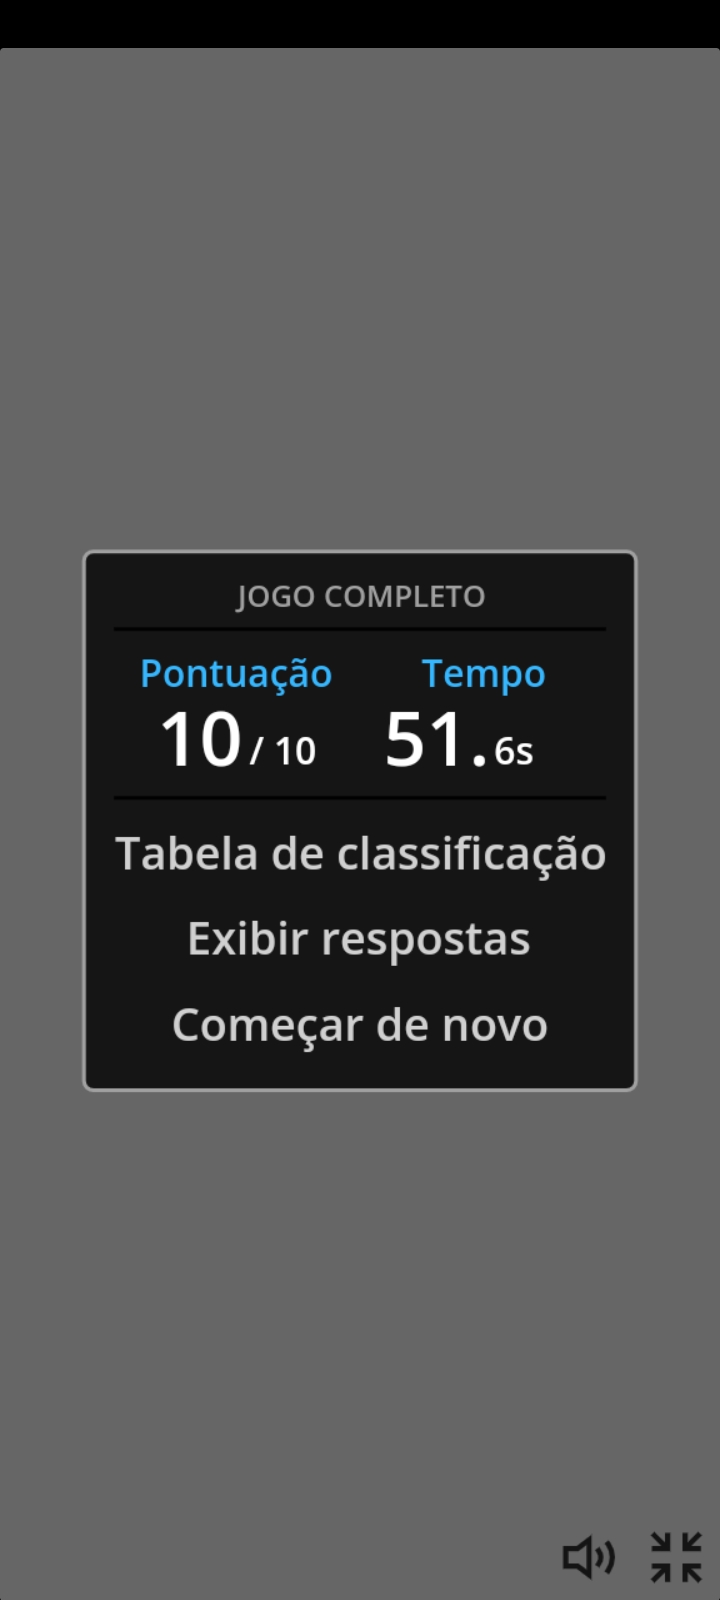 JOGO COMPLETO
Pontuação Tempo
10 / 10 51.6s
Tabela de classificação
Exibir respostas
Começar de novo